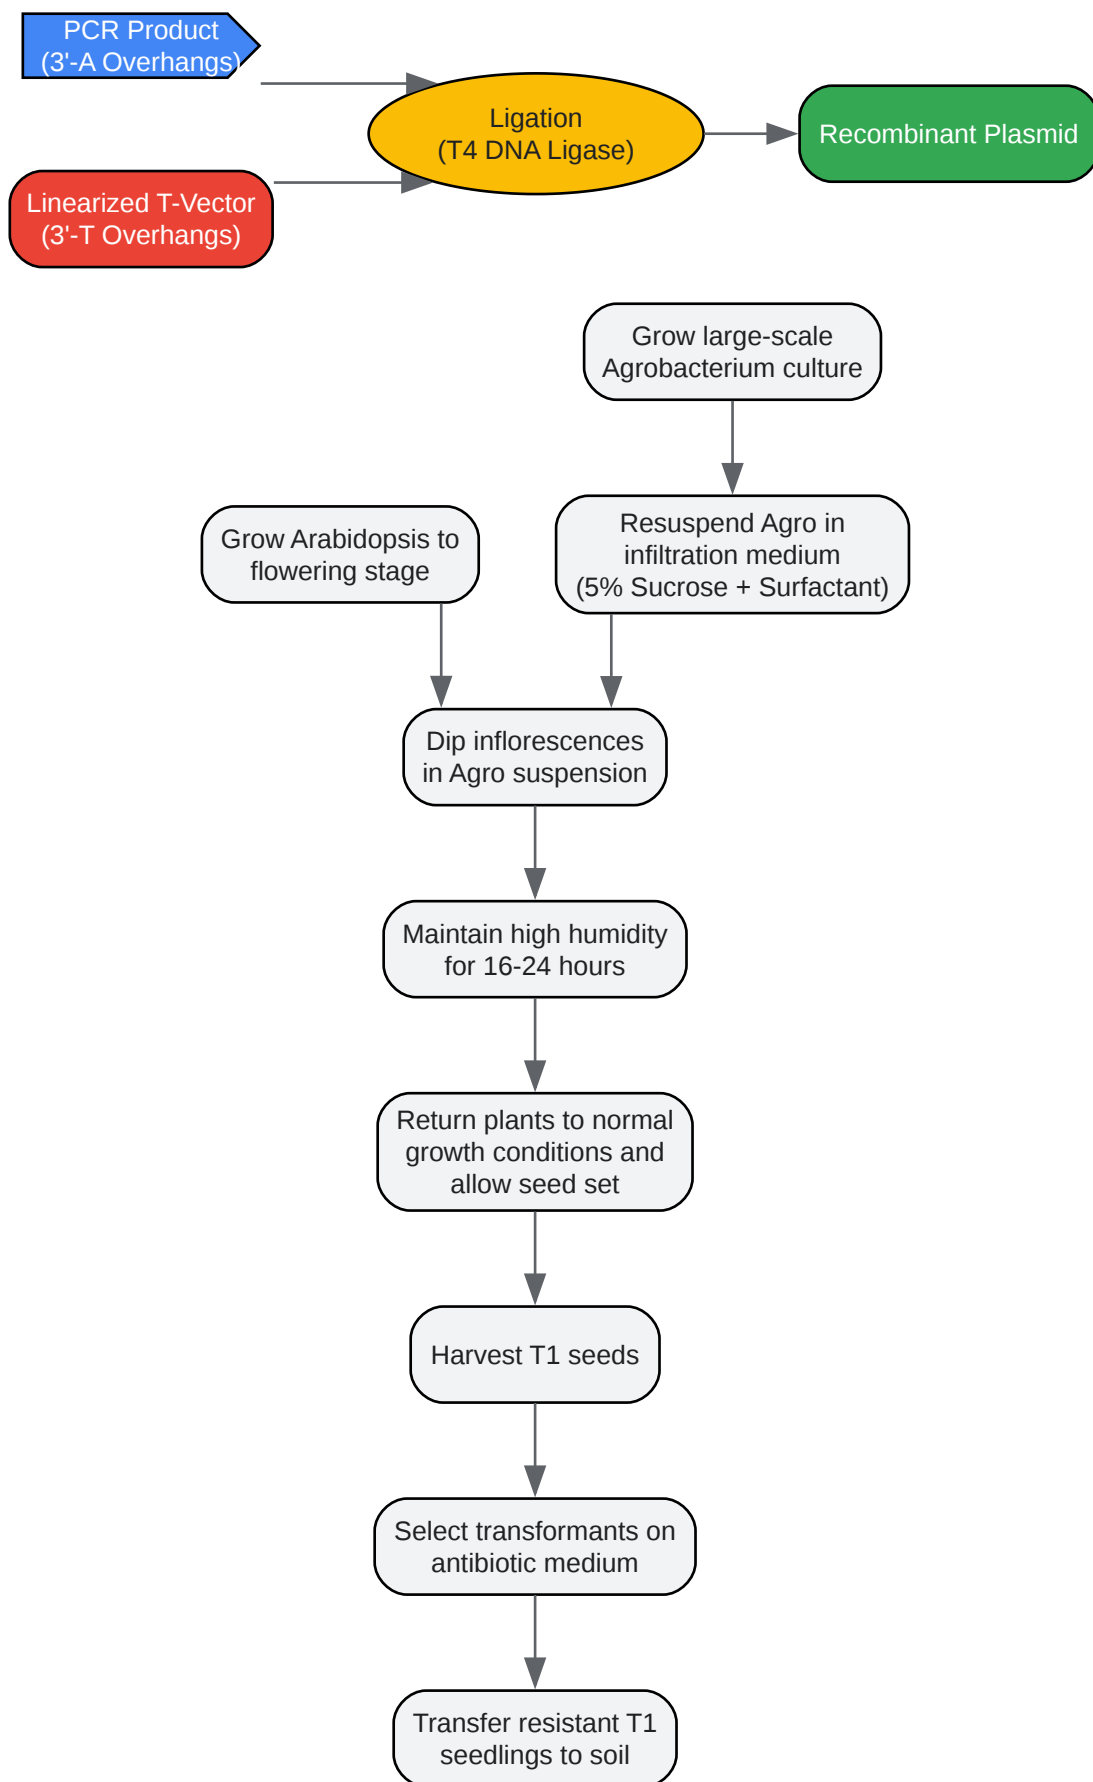 PCR Product
(3'-A Overhangs)
Ligation
(T4 DNA Ligase)
Recombinant Plasmid
Linearized T-Vector
(3'-T Overhangs)
Grow large-scale
Agrobacterium culture
Grow Arabidopsis to
flowering stage
Resuspend Agro in
infiltration medium
(5% Sucrose + Surfactant)
Dip inflorescences
in Agro suspension
Maintain high humidity
for 16-24 hours
Return plants to normal
growth conditions and
allow seed set
Harvest T1 seeds
Select transformants on
antibiotic medium
Transfer resistant T1
seedlings to soil